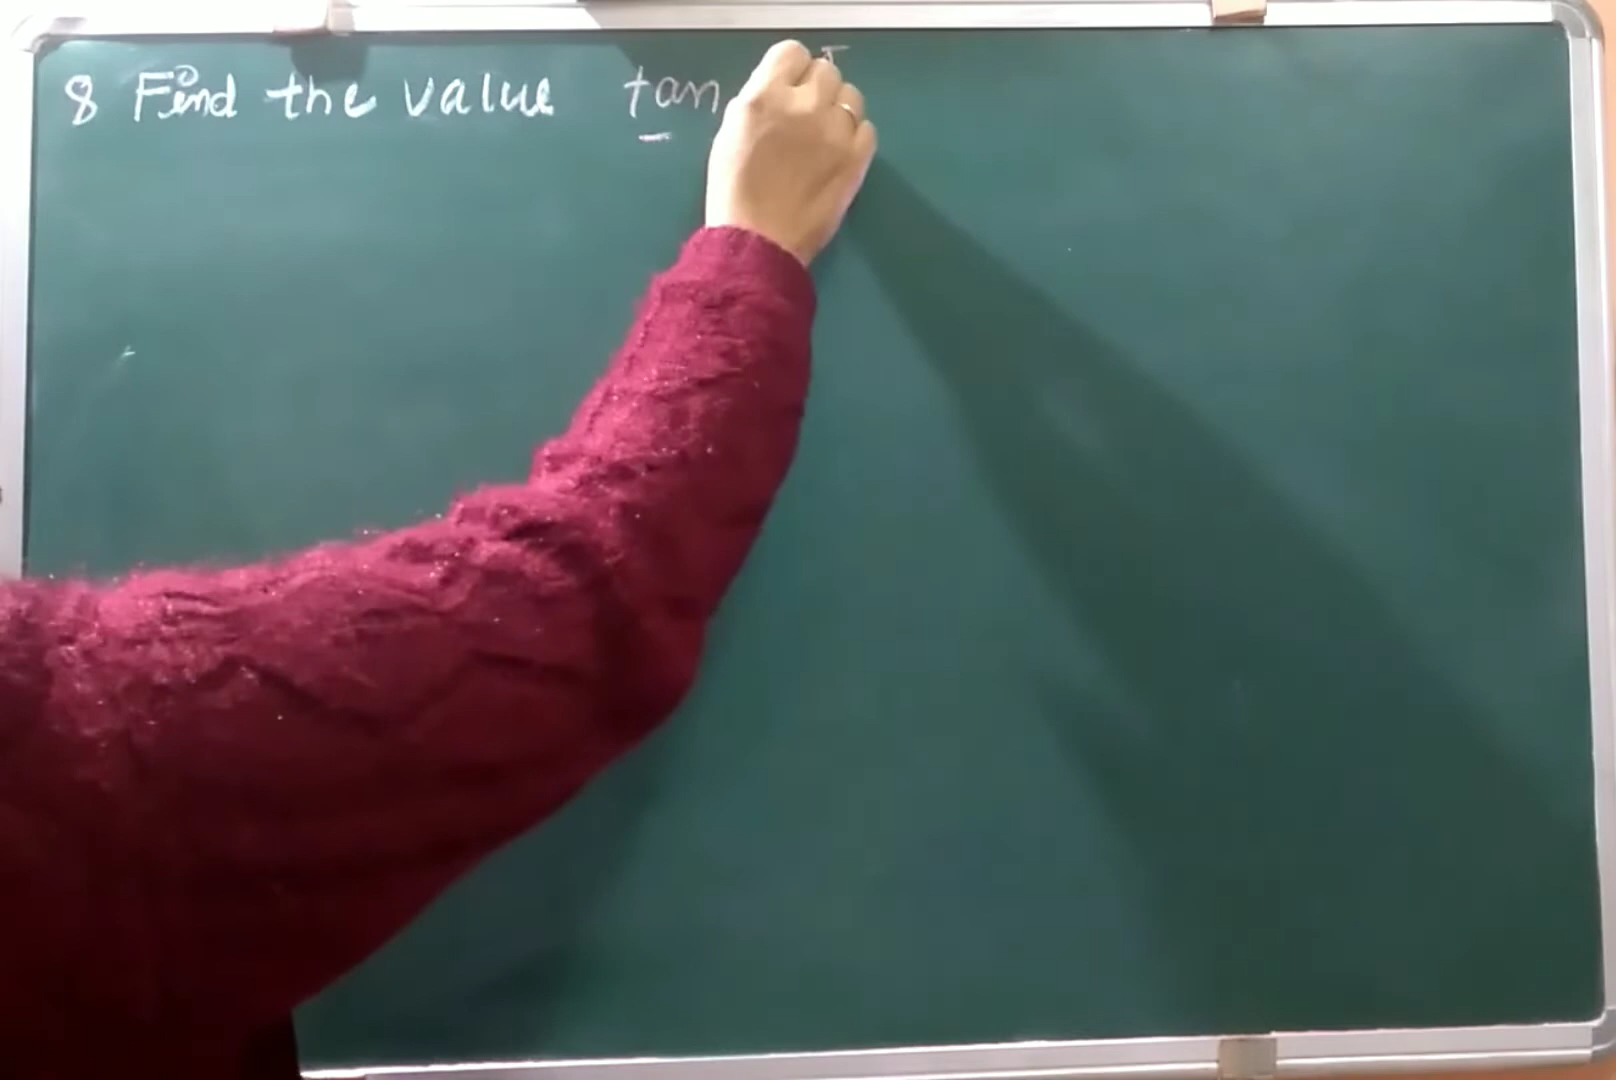 8 Find the value tan